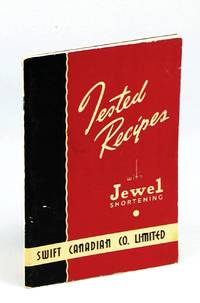 Tested
Recipes
Jewel
SHORTENING
SWIFT CANADIAN CO. LIMITED